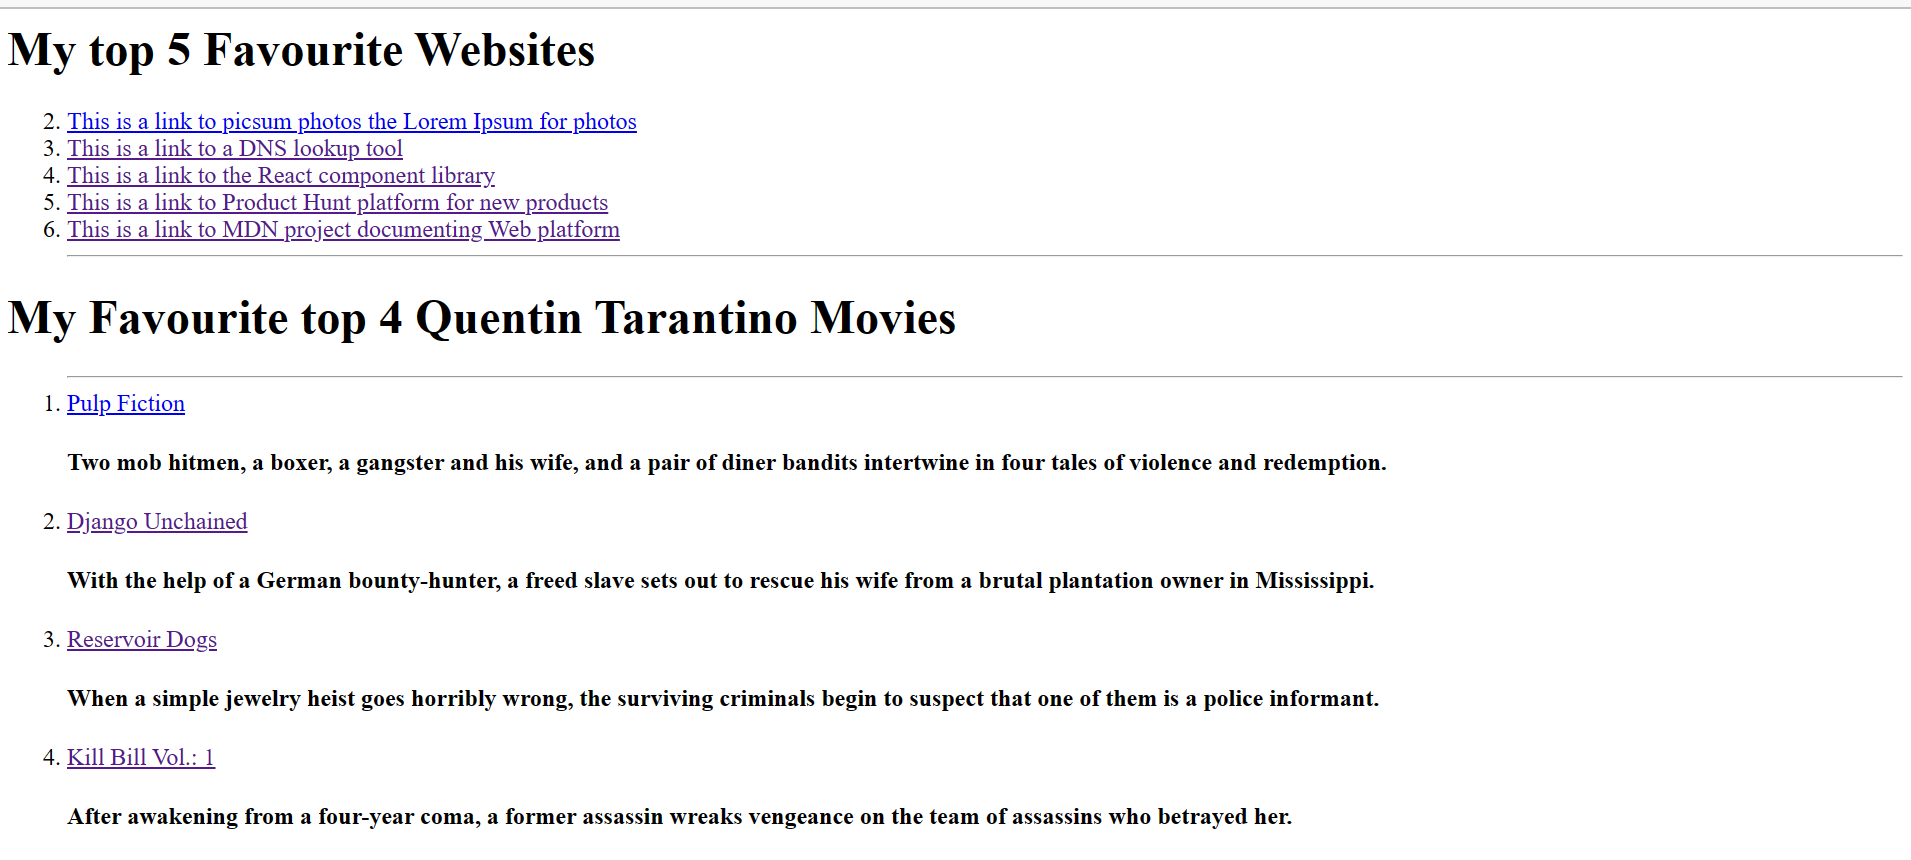 My top 5 Favourite Websites
2. This is a link to picsum photos the Lorem Ipsum for photos
3. This is a link to a DNS lookup tool
4. This is a link to the React component library
5. This is a link to Product Hunt platform for new products
6. This is a link to MDN project documenting Web platform
My Favourite top 4 Quentin Tarantino Movies
1. Pulp Fiction
Two mob hitmen, a boxer, a gangster and his wife, and a pair of diner bandits intertwine in four tales of violence and redemption.
2. Django Unchained
With the help of a German bounty-hunter, a freed slave sets out to rescue his wife from a brutal plantation owner in Mississippi.
3. Reservoir Dogs
When a simple jewelry heist goes horribly wrong, the surviving criminals begin to suspect that one of them is a police informant.
4. Kill Bill Vol.: 1
After awakening from a four-year coma, a former assassin wreaks vengeance on the team of assassins who betrayed her.